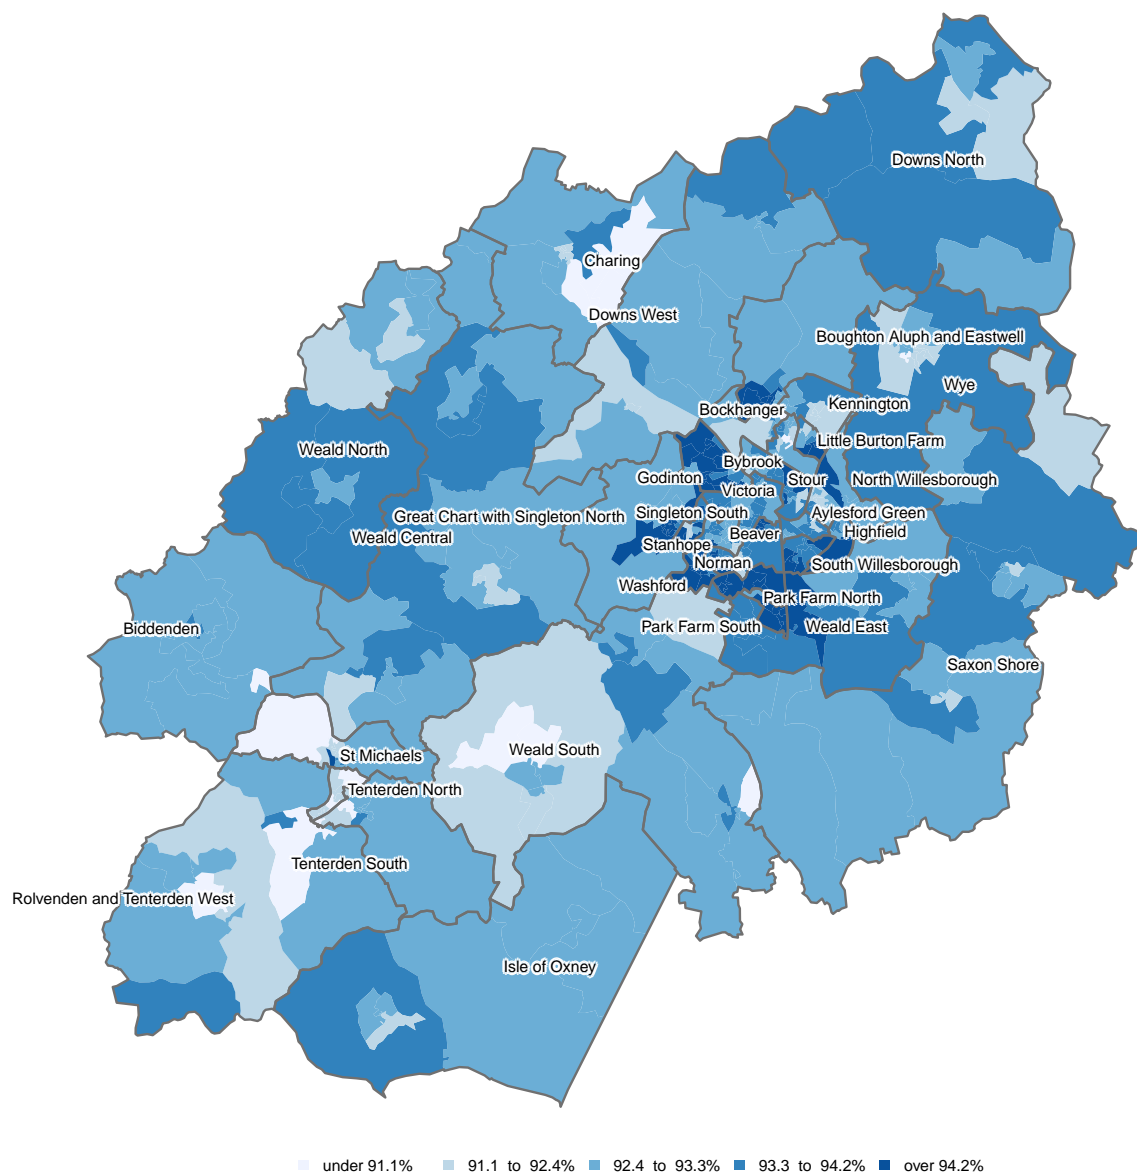 Downs North
Charing
Downs West
Boughton Aluph and Eastwell
Wye
Kennington
Bockhanger
Little Burton Farm
Weald North
Bybrook
Godinton
Stour
North Willesborough
Victoria
Singleton South
Aylesford Green
Great Chart with Singleton North
Highfield
Beaver
Weald Central
Stanhope
Norman
South Willesborough
Washford
Park Farm North
Biddenden
Park Farm South
Weald East
Saxon Shore
Weald South
St Michaels
Tenterden North
Tenterden South
Rolvenden and Tenterden West
Isle of Oxney
under 91.1%
91.1 to 92.4%
92.4 to 93.3%
93.3 to 94.2%
over 94.2%